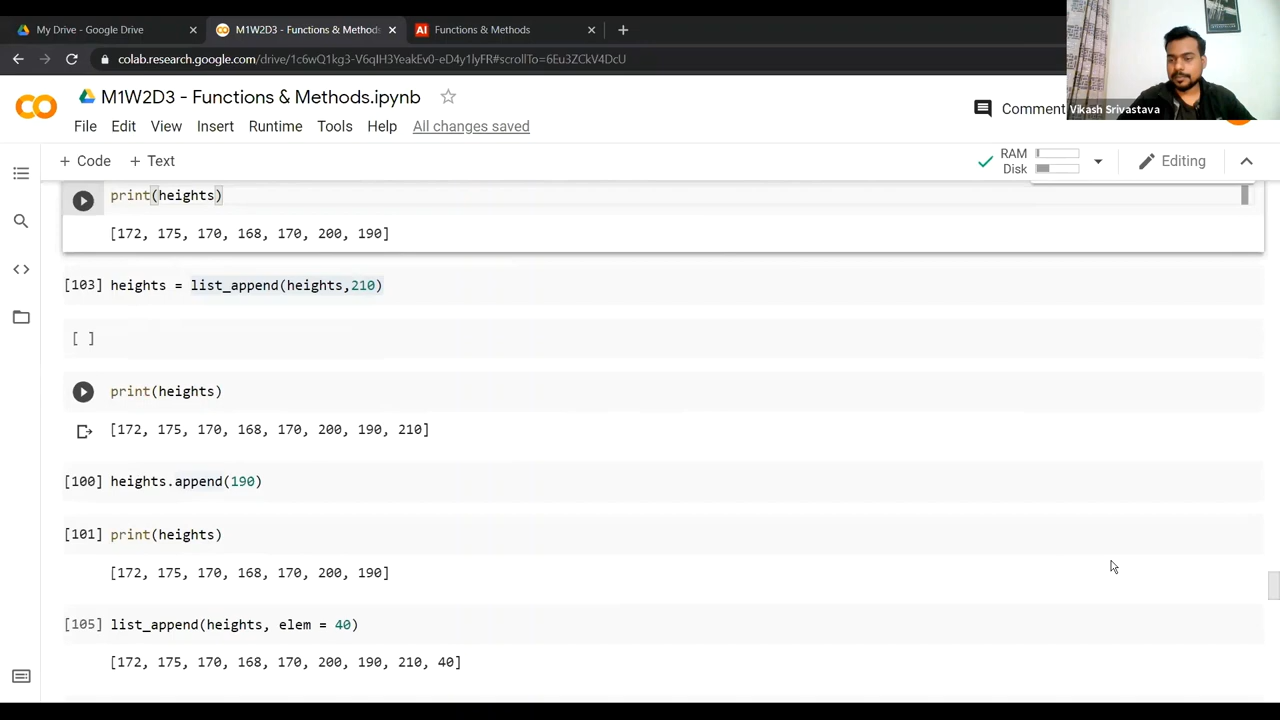 My Drive - Google Drive
M1W2D3 - Functions & Methods
AI Functions & Methods
colab.research.google.com/drive/1c6wQ1kg3-V6qIH3YeakEv0-eD4y1lyFR#scrollTo=6Eu3ZCkV4DcU
Vikash Srivastava
CO
M1W2D3 - Functions & Methods.ipynb
Comment
File Edit View Insert Runtime Tools Help All changes saved
+ Code + Text
RAM
Disk
Editing
print(heights)
[172, 175, 170, 168, 170, 200, 190]
[103] heights = list_append(heights,210)
[ ]
print(heights)
[172, 175, 170, 168, 170, 200, 190, 210]
[100] heights.append(190)
[101] print(heights)
[172, 175, 170, 168, 170, 200, 190]
[105] list_append(heights, elem = 40)
[172, 175, 170, 168, 170, 200, 190, 210, 40]